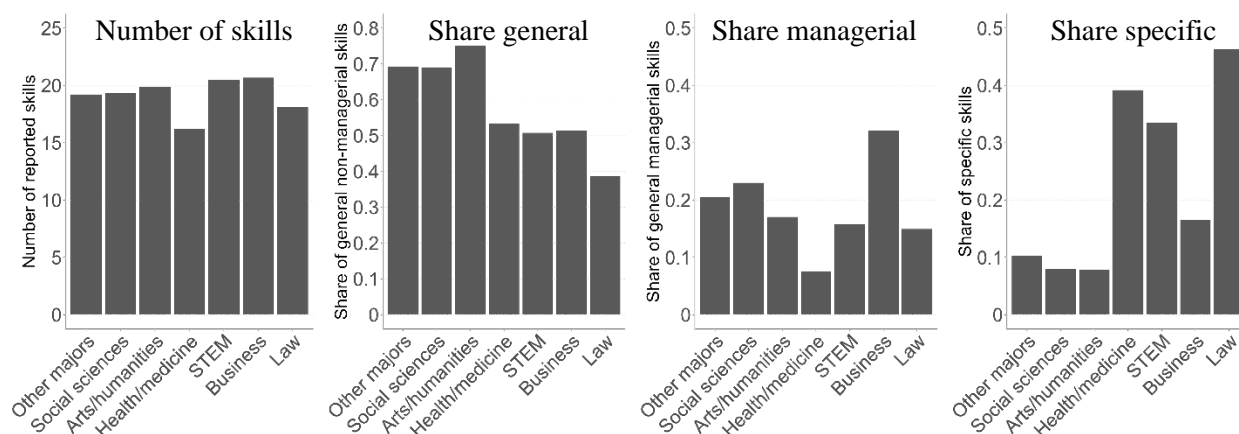 Number of skills
Number of reported skills
25
20
15
10
5
0
Other majors
Social sciences
Arts/humanities
Health/medicine
STEM
Business
Law
Share general
Share of general non-managerial skills
0.8
0.7
0.6
0.5
0.4
0.3
0.2
0.1
0
Other majors
Social sciences
Arts/humanities
Health/medicine
STEM
Business
Law
Share managerial
Share of general managerial skills
0.5
0.4
0.3
0.2
0.1
0
Other majors
Social sciences
Arts/humanities
Health/medicine
STEM
Business
Law
Share specific
Share of specific skills
0.5
0.4
0.3
0.2
0.1
0
Other majors
Social sciences
Arts/humanities
Health/medicine
STEM
Business
Law